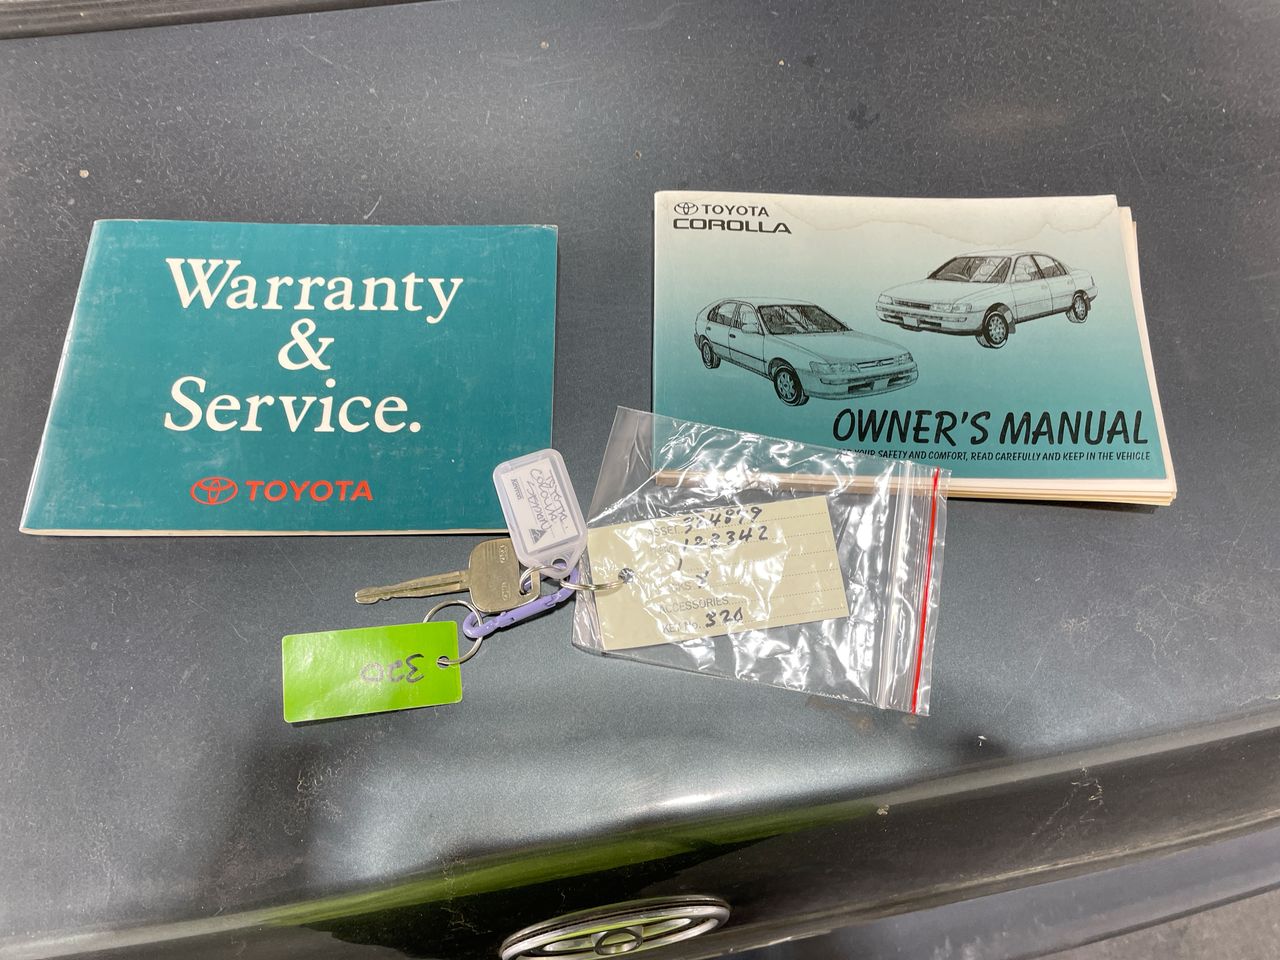 Warranty
&
Service.
TOYOTA
TOYOTA
COROLLA
OWNER'S MANUAL
YOUR SAFETY AND COMFORT, READ CAREFULLY AND KEEP IN THE VEHICLE
COROLLA
122342
ACCESSORIES
KEY No. 320
320